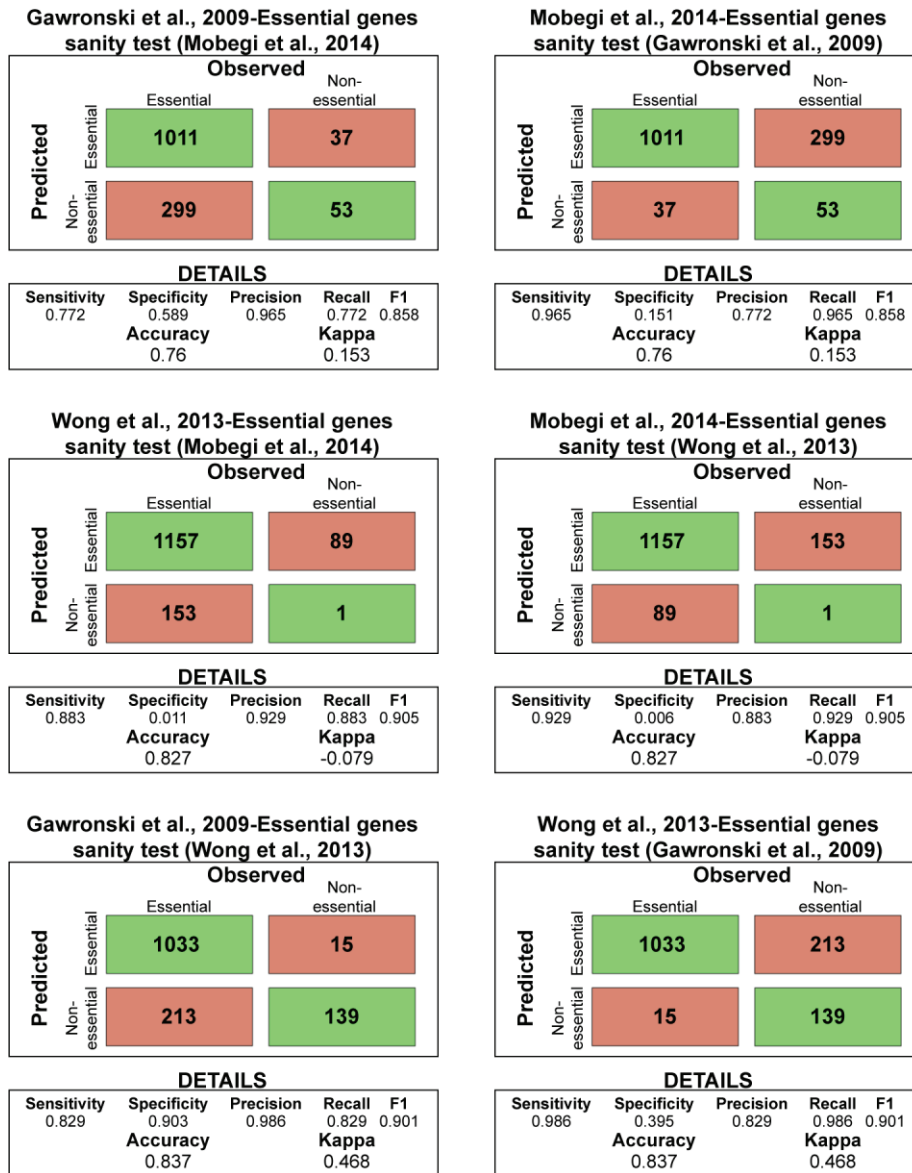 Gawronski et al., 2009-Essential genes
sanity test (Mobegi et al., 2014)
Observed
Essential
Non-
essential
Predicted
Essential
1011
37
Non-
essential
299
53
DETAILS
Sensitivity Specificity Precision Recall F1
0.772 0.589 0.965 0.772 0.858
Accuracy Kappa
0.76 0.153
Mobegi et al., 2014-Essential genes
sanity test (Gawronski et al., 2009)
Observed
Essential
Non-
essential
Predicted
Essential
1011
299
Non-
essential
37
53
DETAILS
Sensitivity Specificity Precision Recall F1
0.965 0.151 0.772 0.965 0.858
Accuracy Kappa
0.76 0.153
Wong et al., 2013-Essential genes
sanity test (Mobegi et al., 2014)
Observed
Essential
Non-
essential
Predicted
Essential
1157
89
Non-
essential
153
1
DETAILS
Sensitivity Specificity Precision Recall F1
0.883 0.011 0.929 0.883 0.905
Accuracy Kappa
0.827 -0.079
Mobegi et al., 2014-Essential genes
sanity test (Wong et al., 2013)
Observed
Essential
Non-
essential
Predicted
Essential
1157
153
Non-
essential
89
1
DETAILS
Sensitivity Specificity Precision Recall F1
0.929 0.006 0.883 0.929 0.905
Accuracy Kappa
0.827 -0.079
Gawronski et al., 2009-Essential genes
sanity test (Wong et al., 2013)
Observed
Essential
Non-
essential
Predicted
Essential
1033
15
Non-
essential
213
139
DETAILS
Sensitivity Specificity Precision Recall F1
0.829 0.903 0.986 0.829 0.901
Accuracy Kappa
0.837 0.468
Wong et al., 2013-Essential genes
sanity test (Gawronski et al., 2009)
Observed
Essential
Non-
essential
Predicted
Essential
1033
213
Non-
essential
15
139
DETAILS
Sensitivity Specificity Precision Recall F1
0.986 0.395 0.829 0.986 0.901
Accuracy Kappa
0.837 0.468